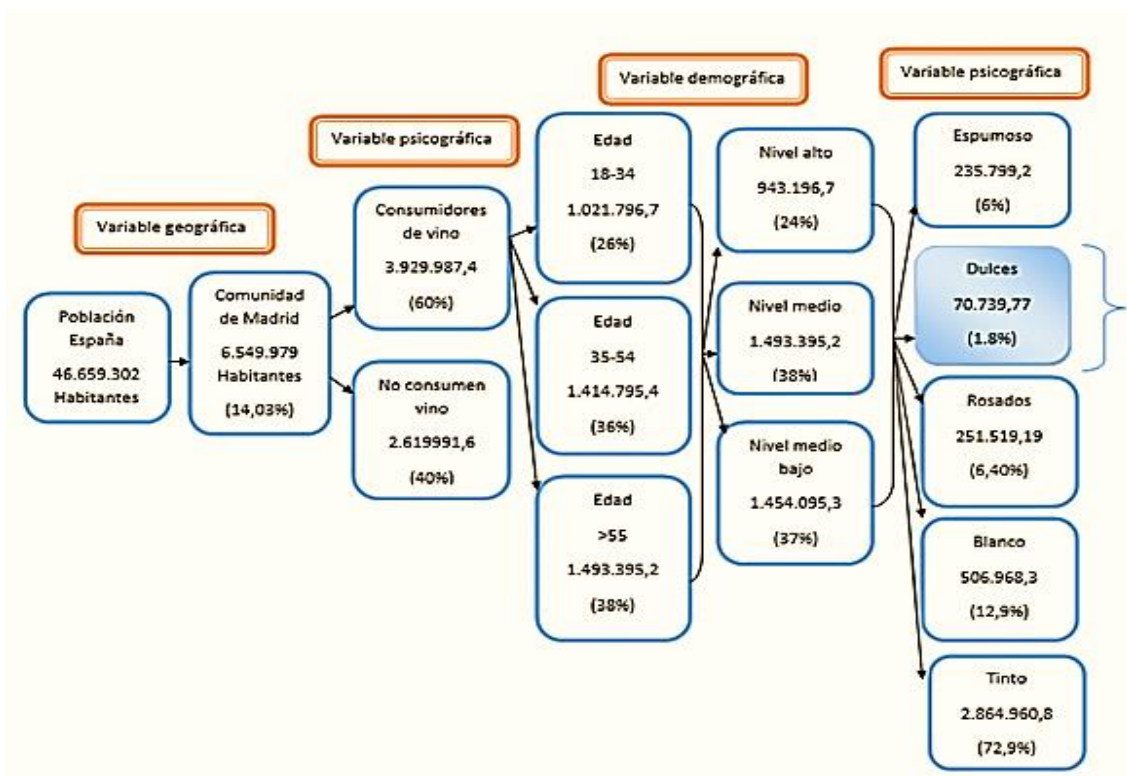 Variable geográfica
Población
España
46.659.302
Habitantes
Comunidad
de Madrid
6.549.979
Habitantes
(14,03%)
Variable psicográfica
Consumidores
de vino
3.929.987,4
(60%)
No consumen
vino
2.619991,6
(40%)
Variable demográfica
Edad
18-34
1.021.796,7
(26%)
Edad
35-54
1.414.795,4
(36%)
Edad
>55
1.493.395,2
(38%)
Nivel alto
943.196,7
(24%)
Nivel medio
1.493.395,2
(38%)
Nivel medio
bajo
1.454.095,3
(37%)
Variable psicográfica
Espumoso
235.799,2
(6%)
Dulces
70.739,77
(1.8%)
Rosados
251.519,19
(6,40%)
Blanco
506.968,3
(12,9%)
Tinto
2.864.960,8
(72,9%)